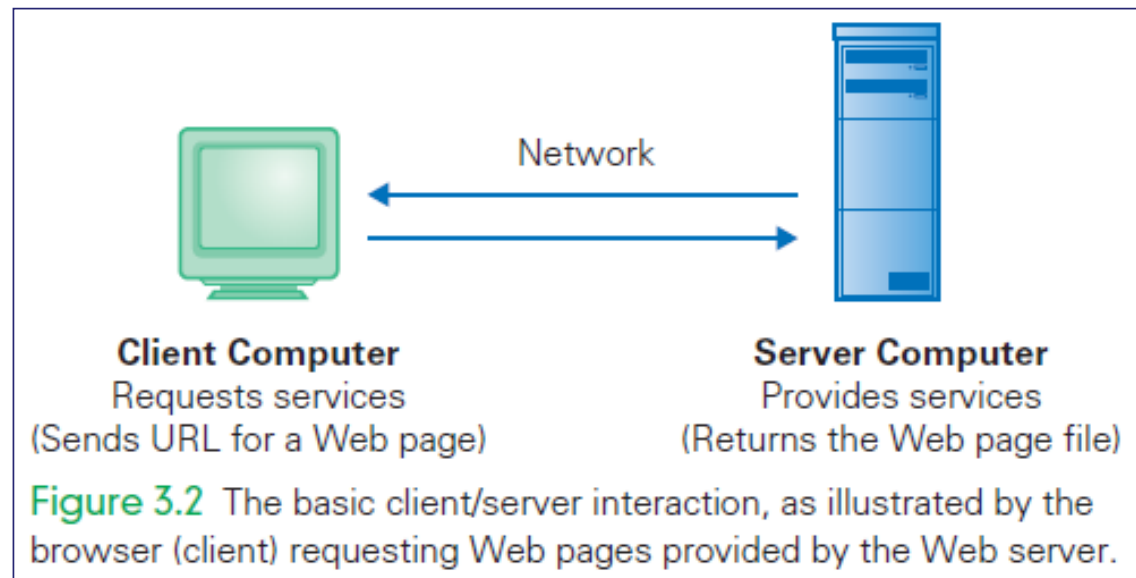 Network
Client Computer
Requests services
(Sends URL for a Web page)
Server Computer
Provides services
(Returns the Web page file)
Figure 3.2 The basic client/server interaction, as illustrated by the
browser (client) requesting Web pages provided by the Web server.